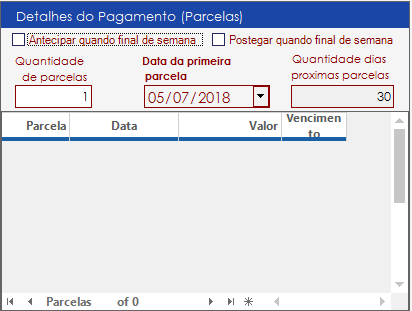 Detalhes do Pagamento (Parcelas)
Antecipar quando final de semana
Postegar quando final de semana
Quantidade
de parcelas
Data da primeira
parcela
Quantidade dias
proximas parcelas
1
05/07/2018
30
Parcela
Data
Valor
Vencimen
to
Parcelas of 0